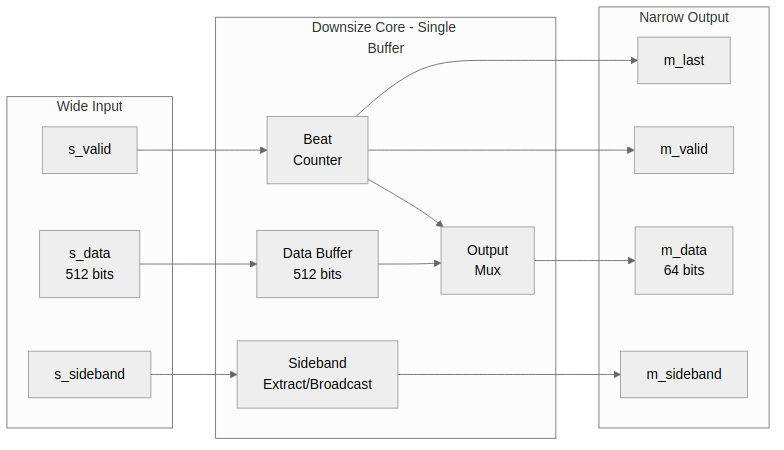 Wide Input
s_valid
s_data
512 bits
s_sideband
Downsize Core - Single
Buffer
Beat
Counter
Data Buffer
512 bits
Output
Mux
Sideband
Extract/Broadcast
Narrow Output
m_last
m_valid
m_data
64 bits
m_sideband